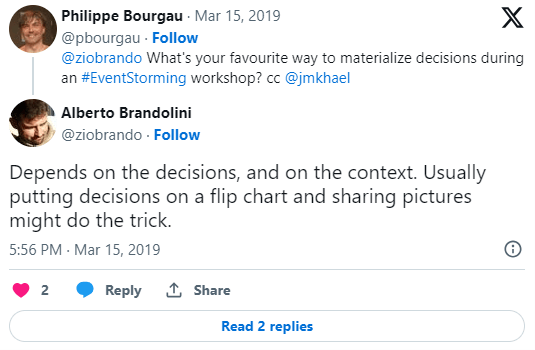 Philippe Bourgau · Mar 15, 2019
@pbourgau · Follow
@ziobrando What's your favourite way to materialize decisions during
an #EventStorming workshop? cc @jmkhael
Alberto Brandolini
@ziobrando · Follow
Depends on the decisions, and on the context. Usually
putting decisions on a flip chart and sharing pictures
might do the trick.
5:56 PM · Mar 15, 2019
2 Reply Share
Read 2 replies